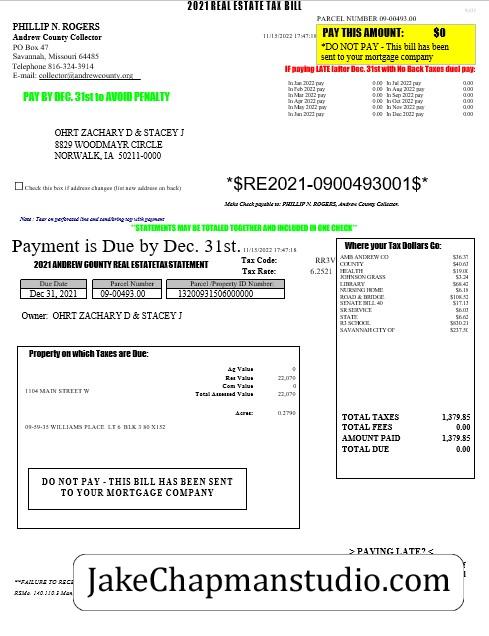 2021 REAL ESTATE TAX BILL
PHILLIP N. ROGERS
Andrew County Collector
PO Box 47
Savannah, Missouri 64485
Telephone 816-324-3914
E-mail: collector@andrewcounty.org
PAY BY DEC. 31st to AVOID PENALTY
PARCEL NUMBER 09-00493.00
11/15/2022 17:47:18
PAY THIS AMOUNT: $0
*DO NOT PAY - This bill has been
sent to your mortgage company
IF paying LATE (after Dec. 31st with No Back Taxes due) pay:
In Jan 2022 pay 0.00 In Jul 2022 pay 0.00
In Feb 2022 pay 0.00 In Aug 2022 pay 0.00
In Mar 2022 pay 0.00 In Sep 2022 pay 0.00
In Apr 2022 pay 0.00 In Oct 2022 pay 0.00
In May 2022 pay 0.00 In Nov 2022 pay 0.00
In Jun 2022 pay 0.00 In Dec 2022 pay 0.00
OHRT ZACHARY D & STACEY J
8829 WOODMAYR CIRCLE
NORWALK, IA 50211-0000
Check this box if address changes (list new address on back)
*$RE2021-0900493001$*
Make Check payable to: PHILLIP N. ROGERS, Andrew County Collector.
Note: Tear on perforated line and send/bring top with payment
**STATEMENTS MAY BE TOTALED TOGETHER AND INCLUDED IN ONE CHECK**
Payment is Due by Dec. 31st. 11/15/2022 17:47:18
2021 ANDREW COUNTY REAL ESTATE TAX STATEMENT
Tax Code: RR3V
Tax Rate: 6.2521
Due Date Parcel Number Parcel /Property ID Number:
Dec 31, 2021 09-00493.00 13200931506000000
Owner: OHRT ZACHARY D & STACEY J
Where your Tax Dollars Go:
AMB ANDREW CO $36.37
COUNTY $40.63
HEALTH
JOHNSON GRASS $3.24
LIBRARY $68.42
NURSING HOME $6.18
ROAD & BRIDGE $108.52
SENATE BILL 40 $17.13
SR SERVICE $6.03
STATE $6.62
R3 SCHOOL $830.21
SAVANNAH CITY OF
TOTAL TAXES 1,379.85
TOTAL FEES 0.00
AMOUNT PAID 1,379.85
TOTAL DUE 0.00
Property on which Taxes are Due:
Ag Value 0
Res Value 22,070
Com Value 0
Total Assessed Value 22,070
1104 MAIN STREET W
Acres: 0.2790
09-59-35 WILLIAMS PLACE LT 6 BLK 3 80 X152
DO NOT PAY - THIS BILL HAS BEEN SENT
TO YOUR MORTGAGE COMPANY
> PAYING LATE? <
**FAILURE TO RECE
RSMo. 140.110.3 Man
JakeChapmanstudio.com